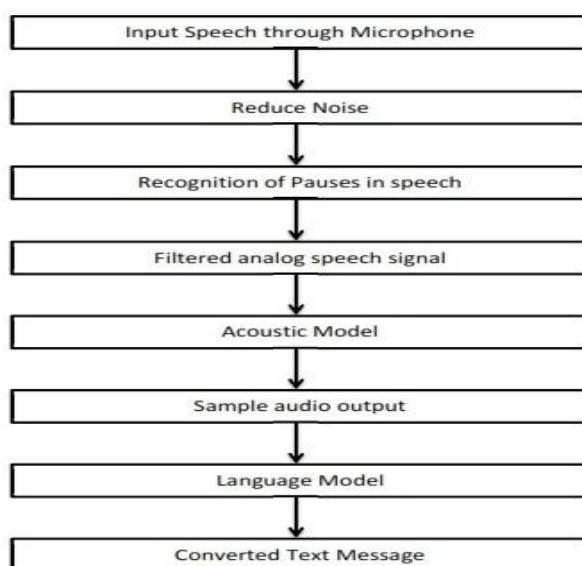 Input Speech through Microphone
Reduce Noise
Recognition of Pauses in speech
Filtered analog speech signal
Acoustic Model
Sample audio output
Language Model
Converted Text Message